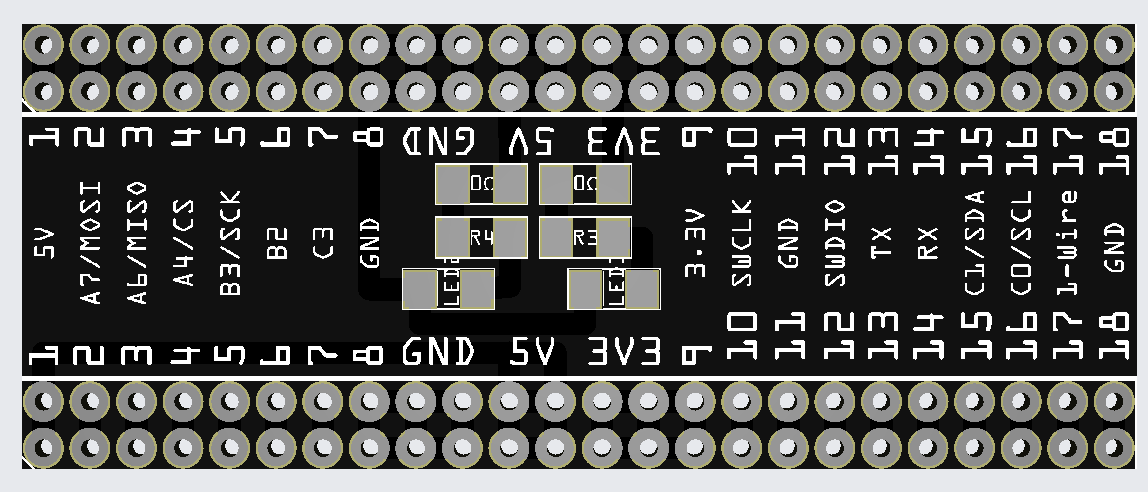 1 2 3 4 5 6 7 8 GND 5V 3V3 9 10 11 12 13 14 15 16 17 18
0Ω 0Ω
R4 R3
5V A7/MOSI A6/MISO A4/CS B3/SCK B2 C3 GND 3.3V SWCLK GND SWDIO TX RX C1/SDA C0/SCL 1-Wire GND
LED LED
1 2 3 4 5 6 7 8 GND 5V 3V3 9 10 11 12 13 14 15 16 17 18